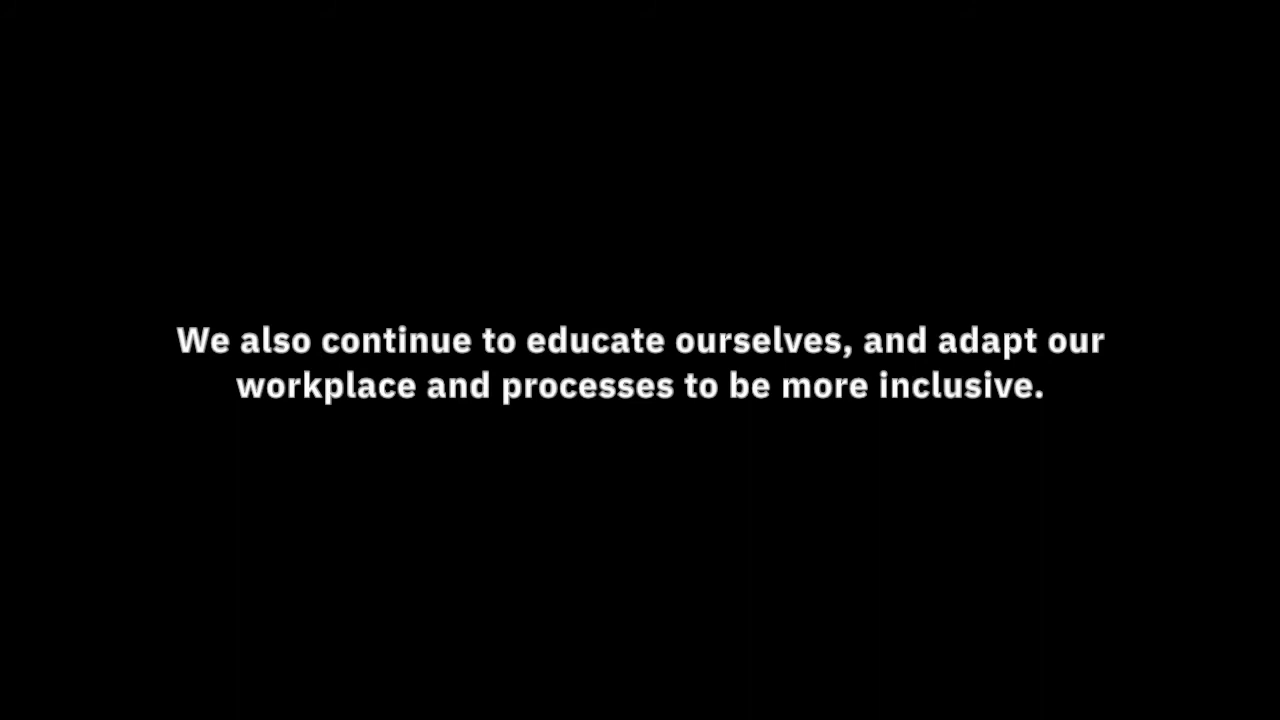 We also continue to educate ourselves, and adapt our
workplace and processes to be more inclusive.